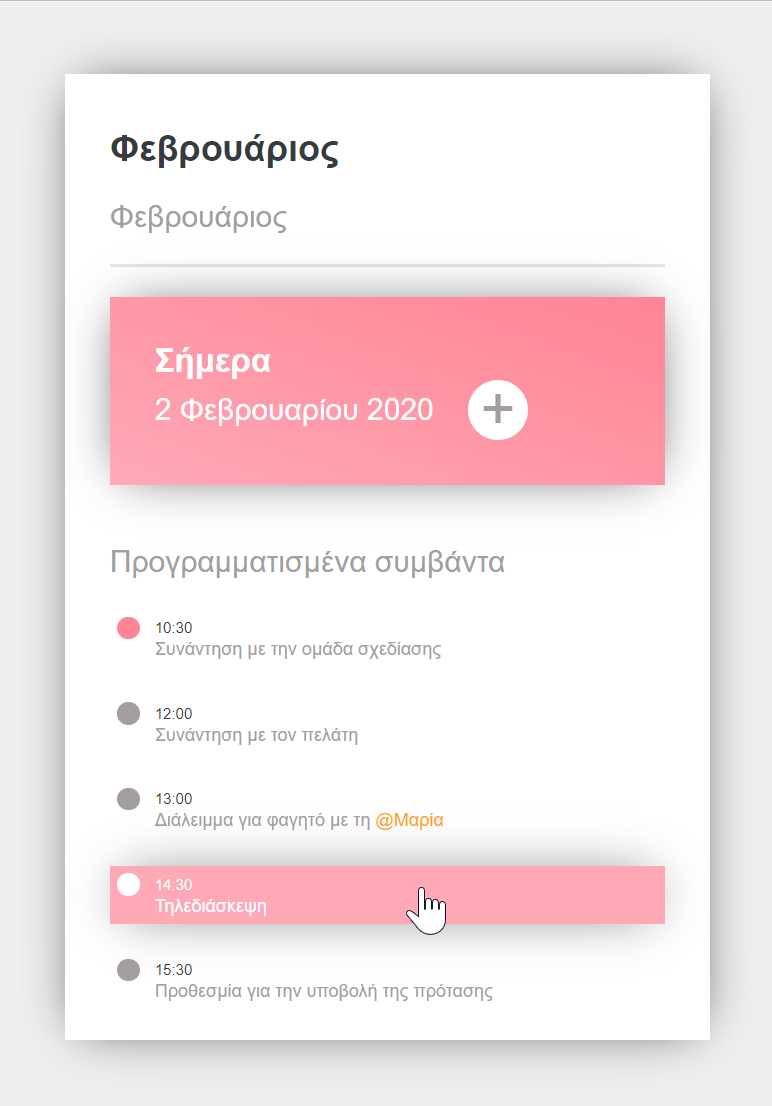 Φεβρουάριος
Φεβρουάριος
Σήμερα
2 Φεβρουαρίου 2020
+
Προγραμματισμένα συμβάντα
10:30
Συνάντηση με την ομάδα σχεδίασης
12:00
Συνάντηση με τον πελάτη
13:00
Διάλειμμα για φαγητό με τη @Μαρία
14:30
Τηλεδιάσκεψη
15:30
Προθεσμία για την υποβολή της πρότασης